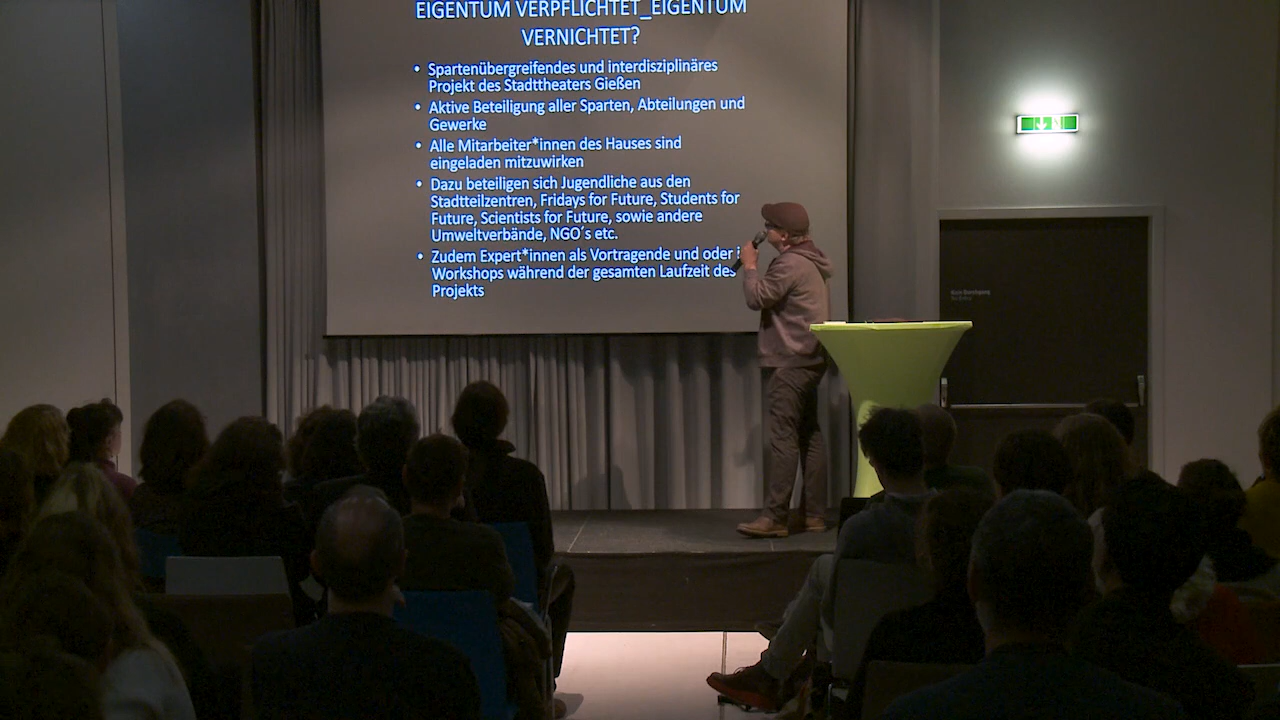 EIGENTUM VERPFLICHTET_EIGENTUM
VERNICHTET?
• Spartenübergreifendes und interdisziplinäres
Projekt des Stadttheaters Gießen
• Aktive Beteiligung aller Sparten, Abteilungen und
Gewerke
• Alle Mitarbeiter*innen des Hauses sind
eingeladen mitzuwirken
• Dazu beteiligen sich Jugendliche aus den
Stadtteilzentren, Fridays for Future, Students for
Future, Scientists for Future, sowie andere
Umweltverbände, NGO´s etc.
• Zudem Expert*innen als Vortragende und oder i
Workshops während der gesamten Laufzeit des
Projekts